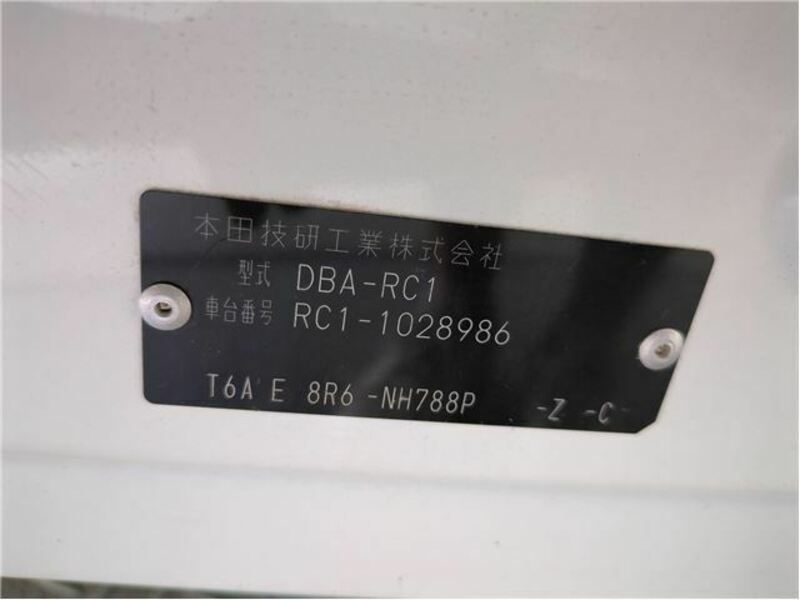 本田技研工業株式会社
型式 DBA-RC1
車台番号 RC1-1028986
T6A E 8R6 -NH788P -Z -C